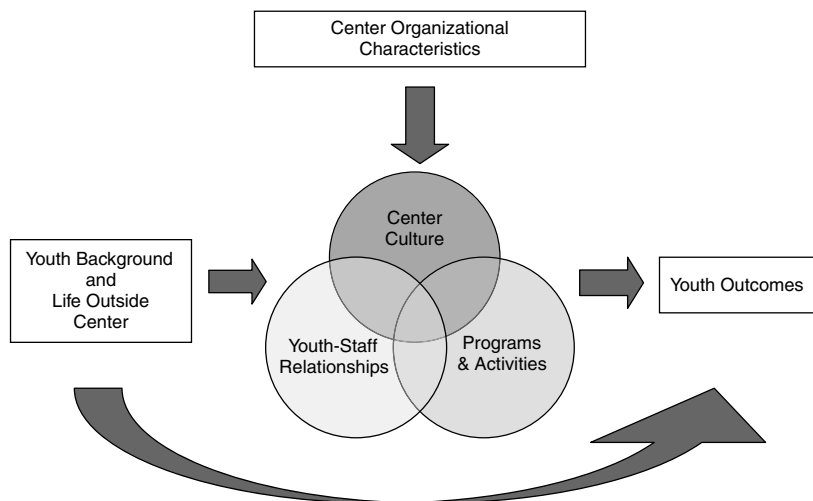 Center Organizational
Characteristics
Center
Culture
Youth Background
and
Life Outside
Center
Youth Outcomes
Youth-Staff
Relationships
Programs
& Activities